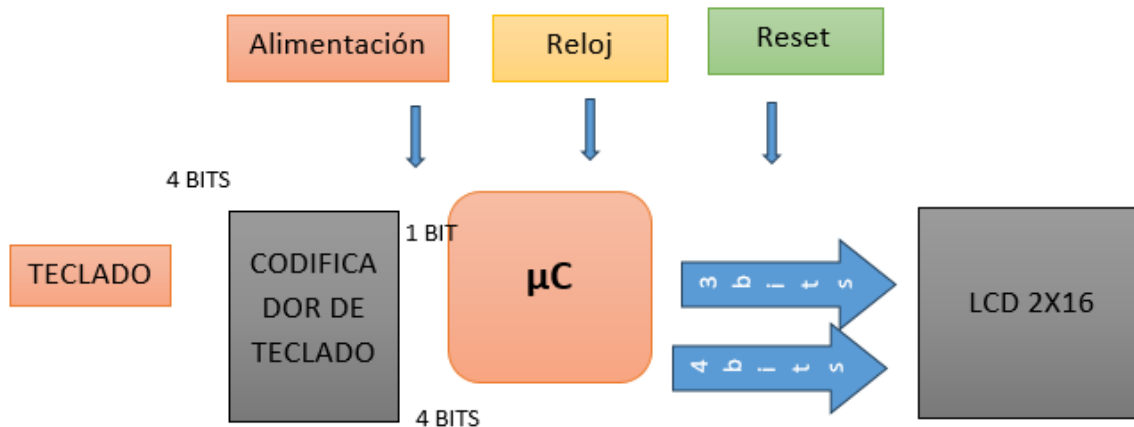 Alimentación
Reloj
Reset
4 BITS
TECLADO
CODIFICA
DOR DE
TECLADO
1 BIT
4 BITS
µC
3 bits
4 bits
LCD 2X16